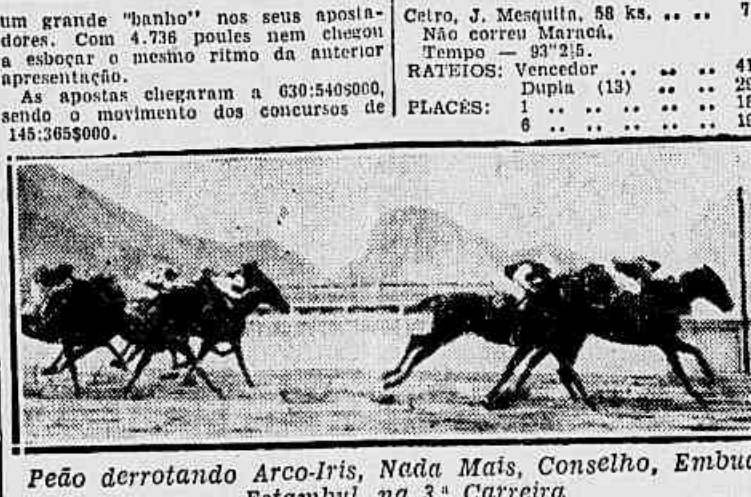 um grande "banho" nos seus aposta-
dores. Com 4.736 poules nem chegou
a esboçar o mesmo ritmo da anterior
apresentação.
As apostas chegaram a 630:540$000,
sendo o movimento dos concursos de
145:365$000.
Cetro, J. Mesquita, 58 ks. .. .. 7
Não correu Maracá.
Tempo — 93"2|5.
RATEIOS: Vencedor .. .. .. 41
Dupla (13) .. ..
PLACÊS: 1 .. .. .. .. ..
6 .. .. .. .. ..
Peão derrotando Arco-Iris, Nada Mais, Conselho,
Estambul, na 3ª Carreira